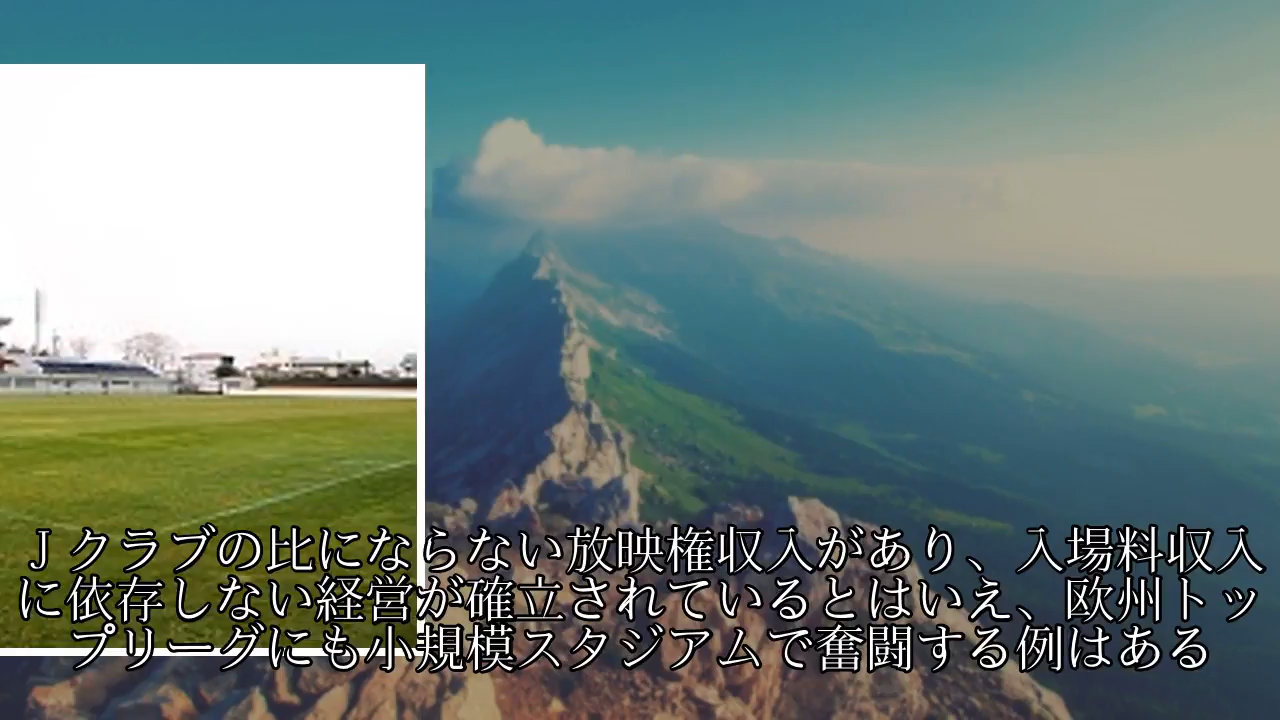 Ｊクラブの比にならない放映権収入があり、入場料収入
に依存しない経営が確立されているとはいえ、欧州トッ
プリーグにも小規模スタジアムで奮闘する例はある